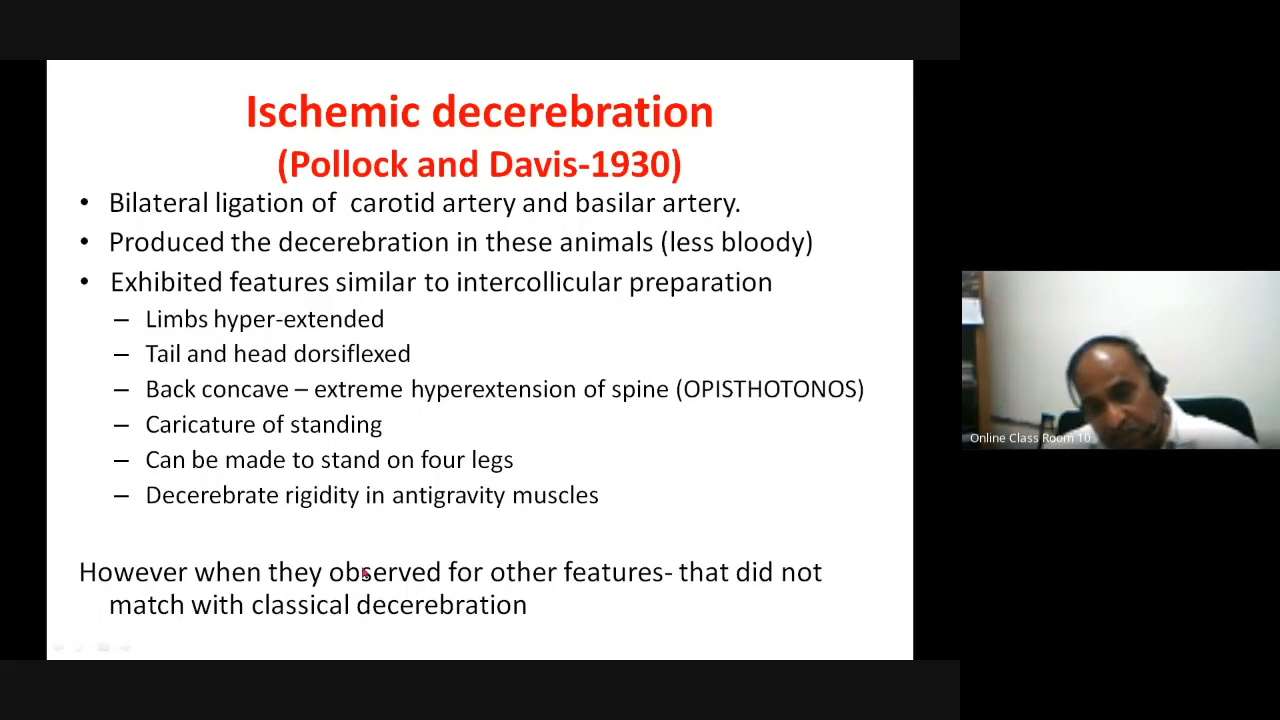 Ischemic decerebration
(Pollock and Davis-1930)
• Bilateral ligation of  carotid artery and basilar artery.
• Produced the decerebration in these animals (less bloody)
• Exhibited features similar to intercollicular preparation
– Limbs hyper-extended
– Tail and head dorsiflexed
– Back concave – extreme hyperextension of spine (OPISTHOTONOS)
– Caricature of standing
– Can be made to stand on four legs
– Decerebrate rigidity in antigravity muscles
However when they observed for other features- that did not
match with classical decerebration
Online Class Room 10